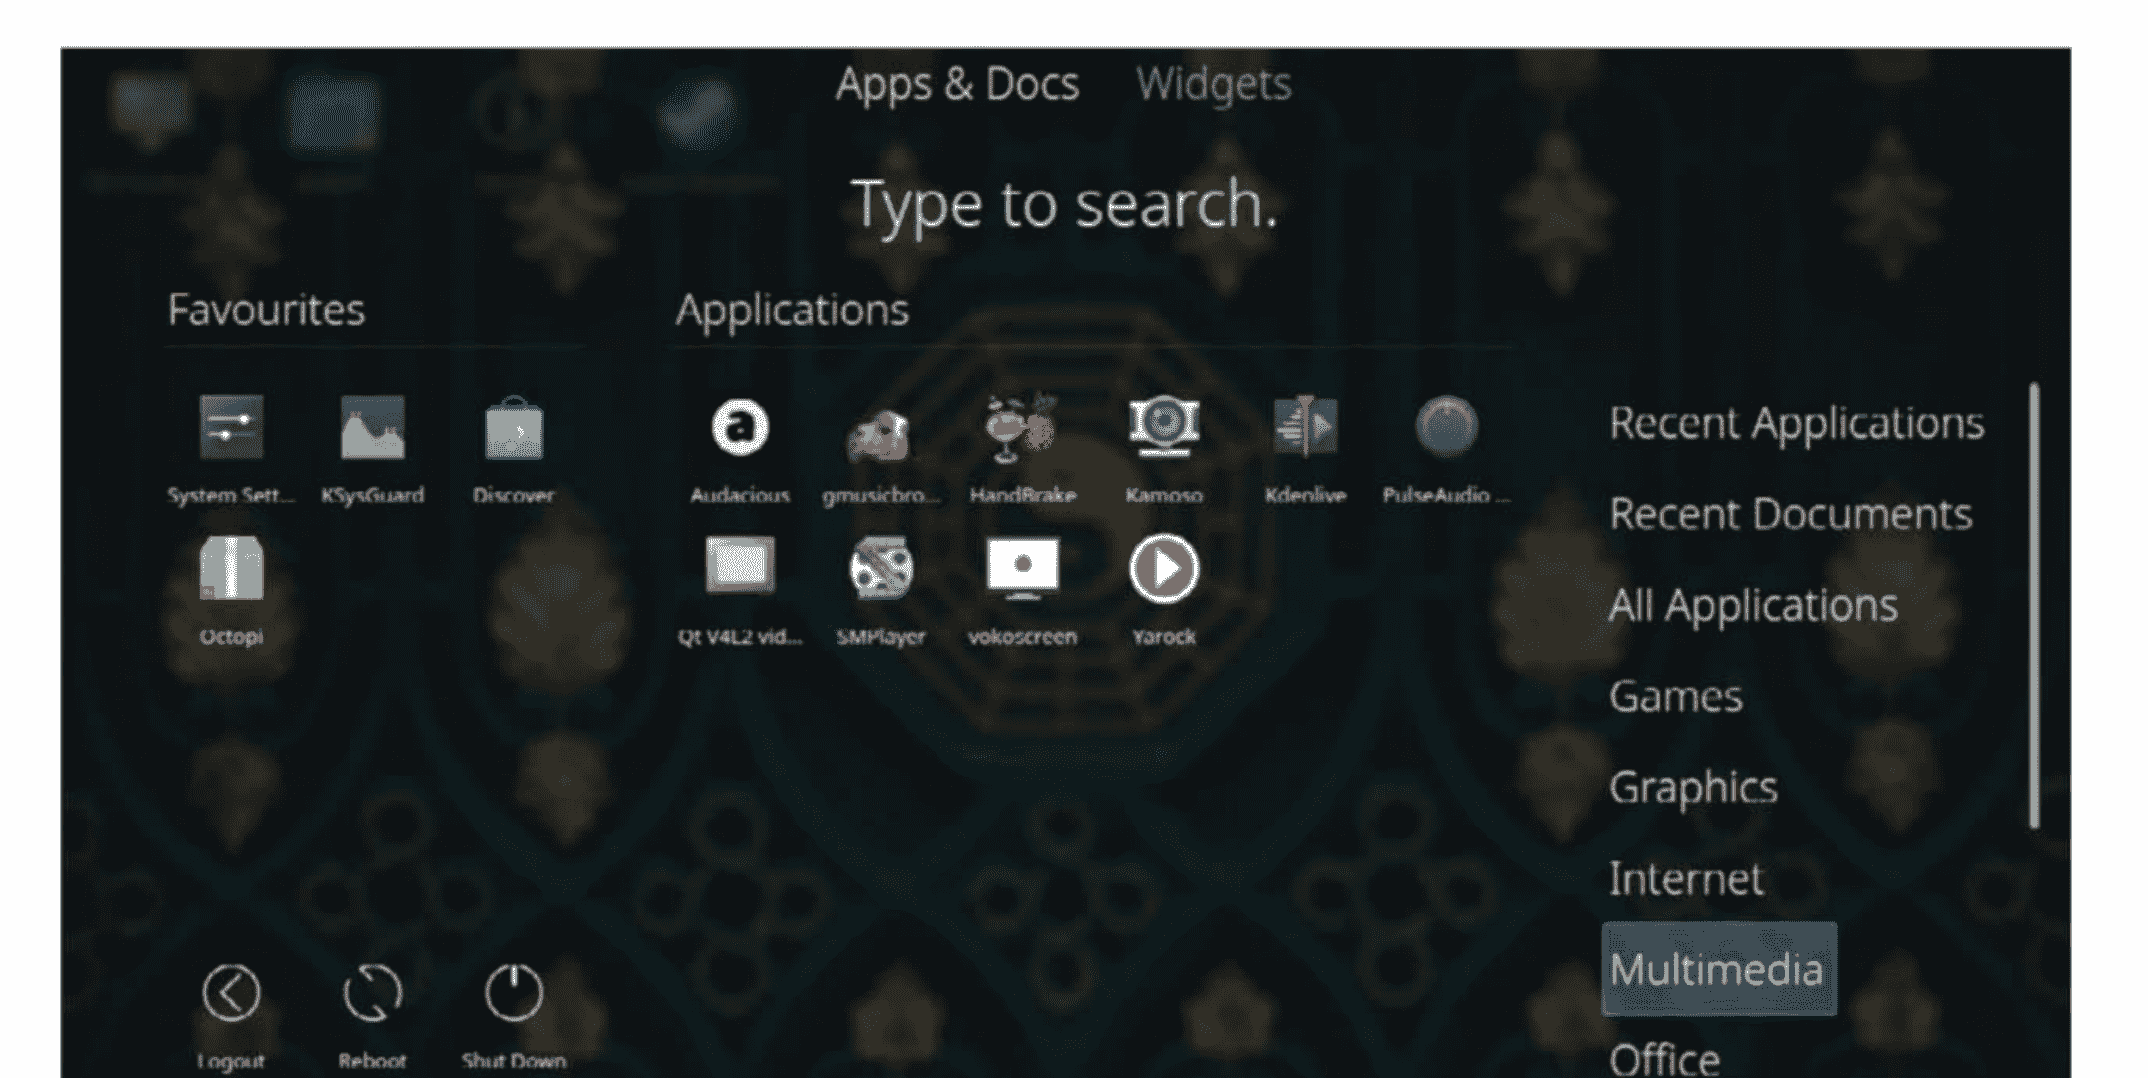 Apps & Docs Widgets
Type to search.
Favourites
Applications
System Sett...
KSysGuard
Discover
Audacious
gmusicbro...
HandBrake
Kamoso
Kdenlive
PulseAudio ...
Octopi
Qt V4L2 vid...
SMPlayer
vokoscreen
Yarock
Recent Applications
Recent Documents
All Applications
Games
Graphics
Internet
Multimedia
Office
Logout
Reboot
Shut Down